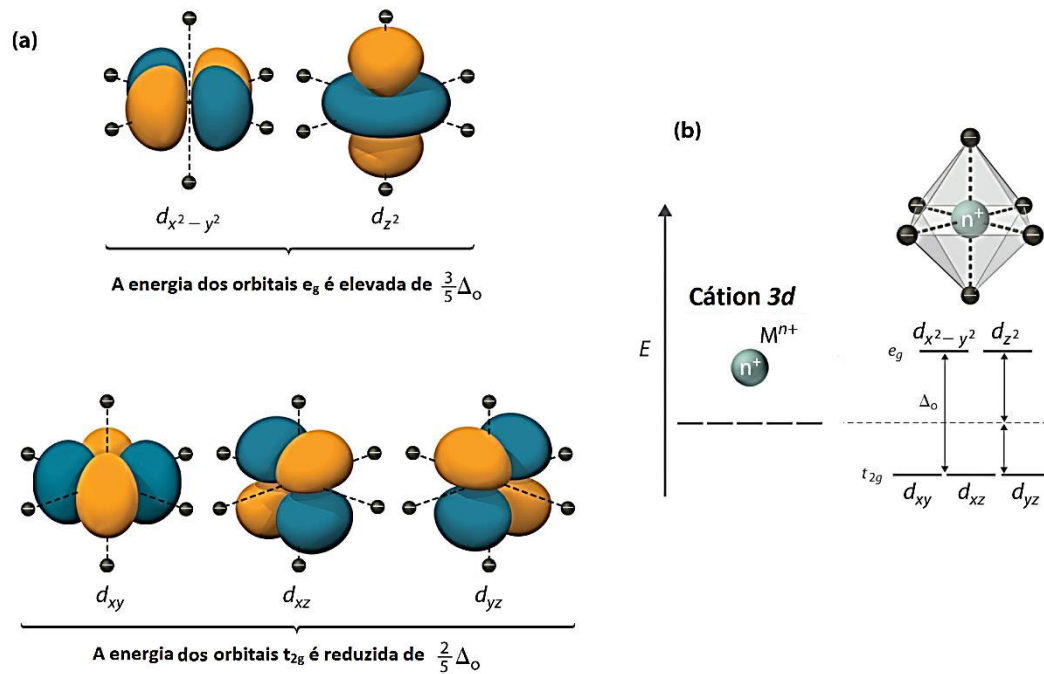 (a)
d_{x² − y²} d_{z²}
A energia dos orbitais e_g é elevada de 3/5 Δ_o
d_{xy} d_{xz} d_{yz}
A energia dos orbitais t_{2g} é reduzida de 2/5 Δ_o
(b)
E
Cátion 3d
M^{n+}
n⁺
n⁺
d_{x² − y²} d_{z²}
e_g
Δ_o
t_{2g}
d_{xy} d_{xz} d_{yz}